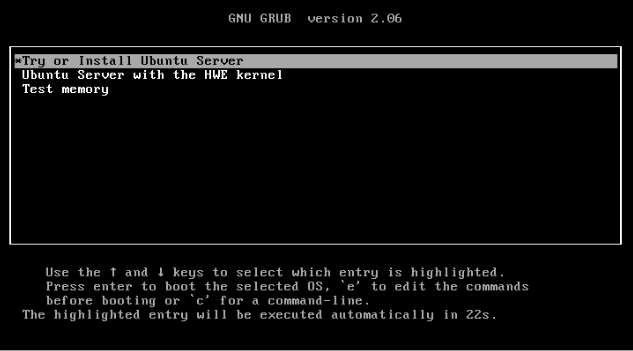 GNU GRUB  version 2.06
*Try or Install Ubuntu Server
Ubuntu Server with the HWE kernel
Test memory
Use the ↑ and ↓ keys to select which entry is highlighted.
Press enter to boot the selected OS, `e' to edit the commands
before booting or `c' for a command-line.
The highlighted entry will be executed automatically in 22s.